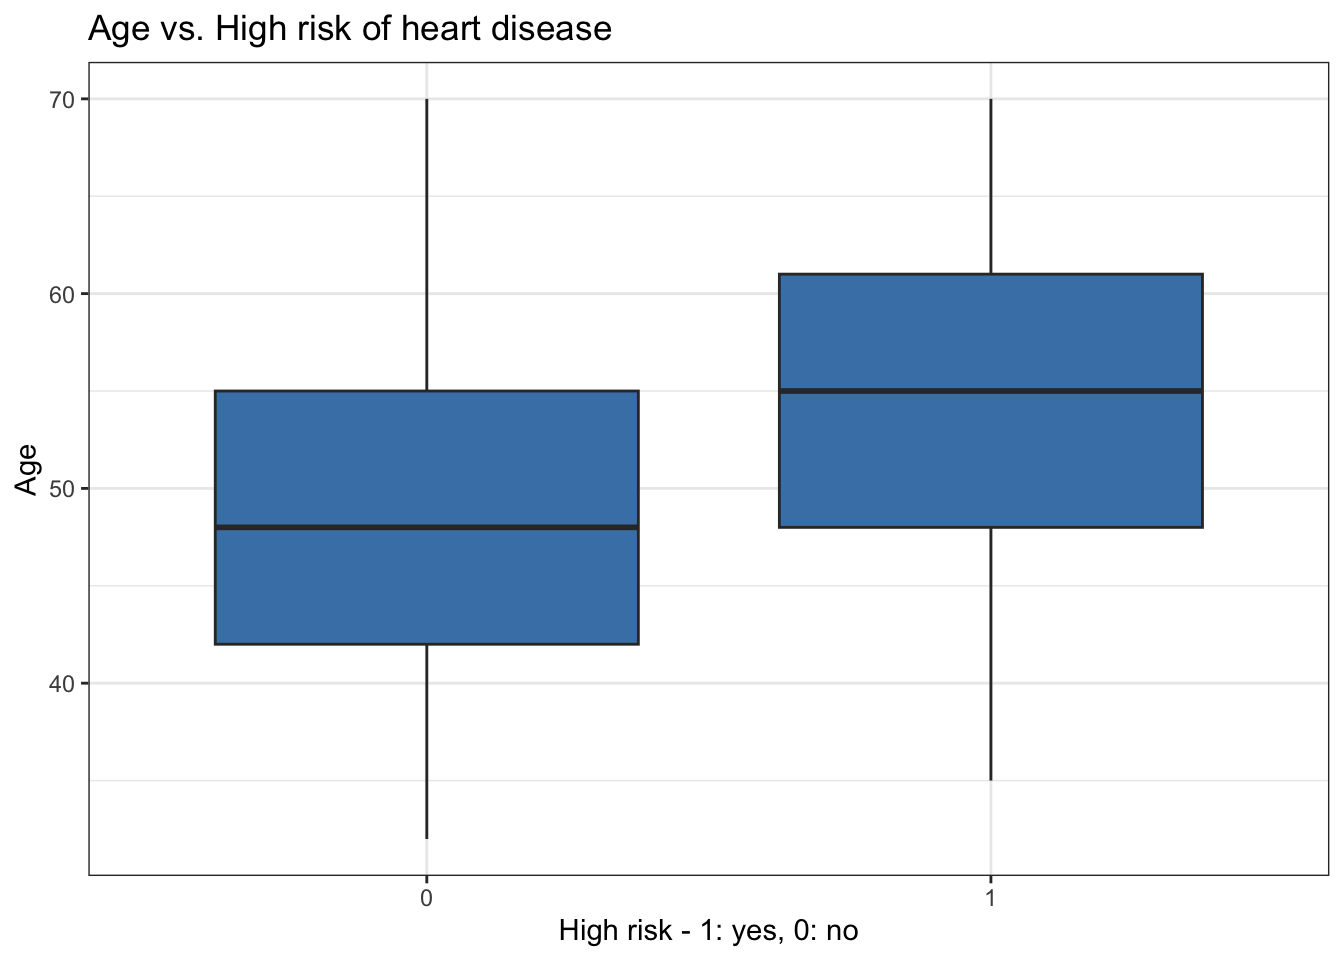 Age vs. High risk of heart disease
Age
70
60
50
40
0 1
High risk - 1: yes, 0: no